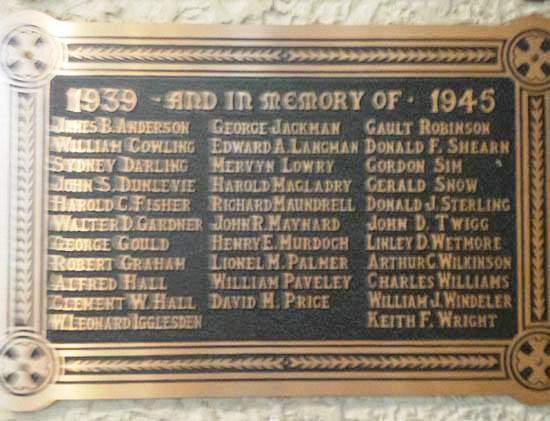 1939 - AND IN MEMORY OF - 1945
JAMES B. ANDERSON GEORGE JACKMAN GAULT ROBINSON
WILLIAM COWLING EDWARD A. LANGMAN DONALD F. SHEARN
SYDNEY DARLING MERVYN LOWRY GORDON SIM
JOHN S. DUNLEVIE HAROLD MACLADRY GERALD SNOW
HAROLD C. FISHER RICHARD MAUNDRELL DONALD J. STERLING
WALTER D. GARDNER JOHN R. MAYNARD JOHN D. TWIGG
GEORGE GOULD HENRY E. MURDOCH LINLEY D. WETMORE
ROBERT GRAHAM LIONEL M. PALMER ARTHUR C. WILKINSON
ALFRED HALL WILLIAM PAVELEY CHARLES WILLIAMS
CLEMENT W. HALL DAVID M. PRICE WILLIAM J. WINDELER
W. LEONARD IGGLESDEN KEITH F. WRIGHT